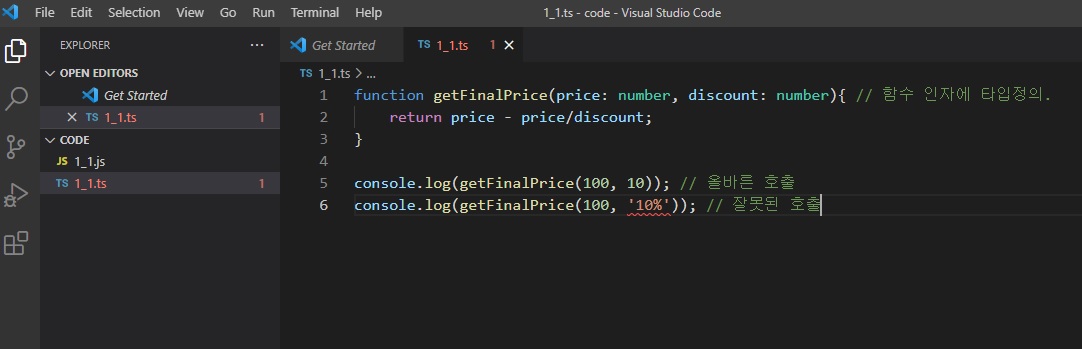 File Edit Selection View Go Run Terminal Help 1_1.ts - code - Visual Studio Code
EXPLORER ...
OPEN EDITORS
Get Started
TS 1_1.ts 1
CODE
JS 1_1.js
TS 1_1.ts 1
Get Started TS 1_1.ts 1
TS 1_1.ts > ...
1 function getFinalPrice(price: number, discount: number){ // 함수 인자에 타입정의.
2 return price - price/discount;
3 }
4
5 console.log(getFinalPrice(100, 10)); // 올바른 호출
6 console.log(getFinalPrice(100, '10%')); // 잘못된 호출